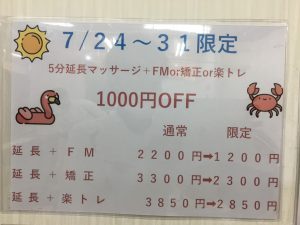 7/24～31限定
5分延長マッサージ＋FMor矯正or楽トレ
1000円OFF
通常 限定
延長＋FM 2200円➡1200円
延長＋矯正 3300円➡2300円
延長＋楽トレ 3850円➡2850円